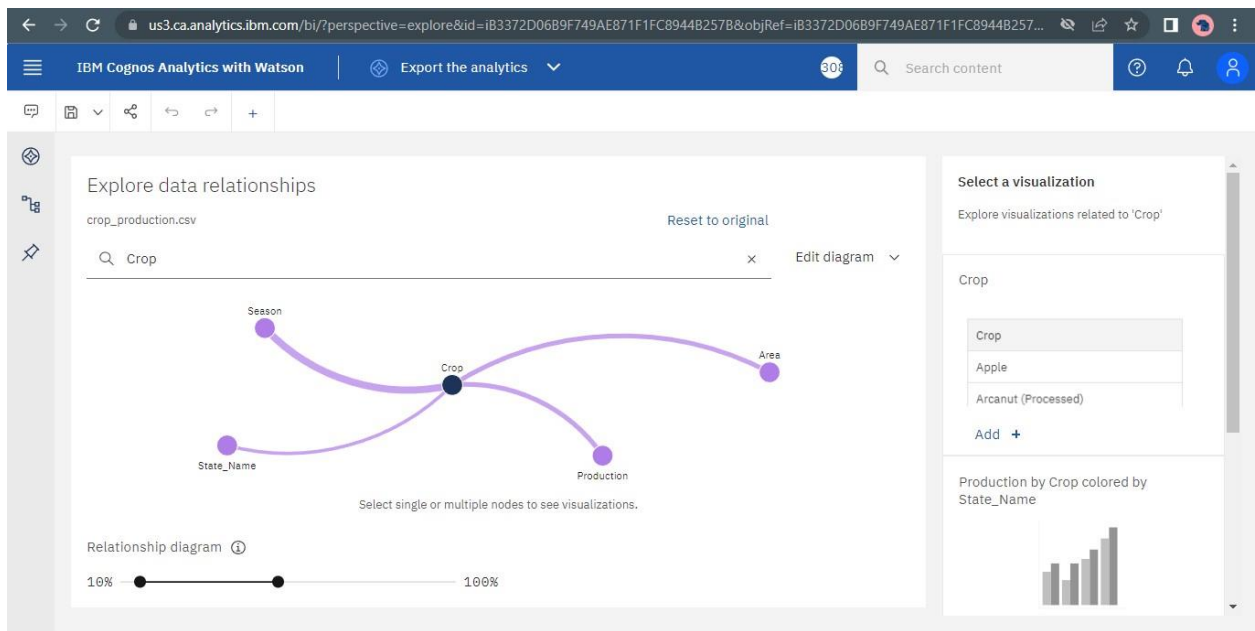 us3.ca.analytics.ibm.com/bi/?perspective=explore&id=iB3372D06B9F749AE871F1FC8944B257B&objRef=iB3372D06B9F749AE871F1FC8944B257...
IBM Cognos Analytics with Watson
Export the analytics
Search content
Explore data relationships
crop_production.csv
Reset to original
Crop
Edit diagram
Season
Crop
Area
State_Name
Production
Select single or multiple nodes to see visualizations.
Relationship diagram
10%
100%
Select a visualization
Explore visualizations related to 'Crop'
Crop
Crop
Apple
Arcanut (Processed)
Add +
Production by Crop colored by
State_Name